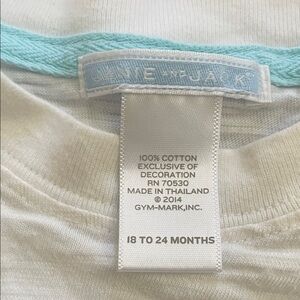 JANIE AND JACK
100% COTTON
EXCLUSIVE OF
DECORATION
RN 70530
MADE IN THAILAND
© 2014
GYM-MARK,INC.
18 TO 24 MONTHS